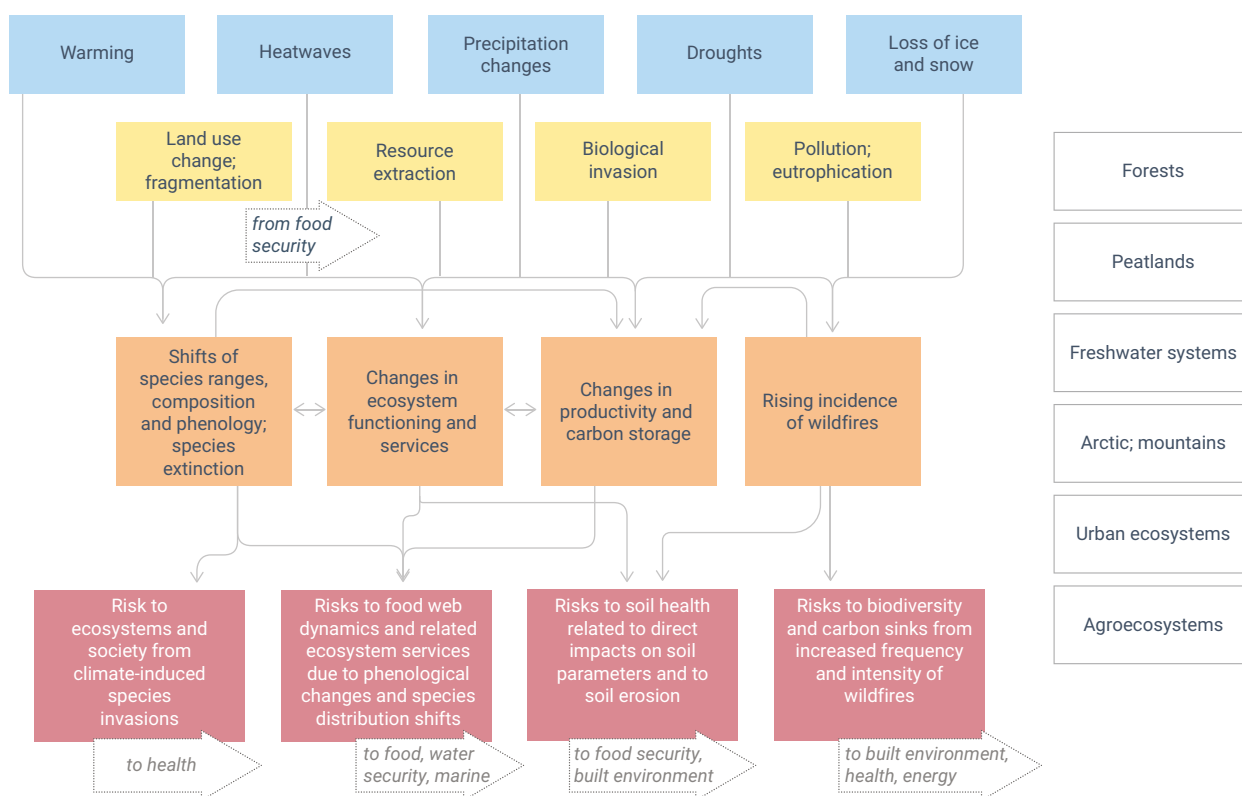 Warming
Heatwaves
Precipitation
changes
Droughts
Loss of ice
and snow
Land use
change;
fragmentation
Resource
extraction
Biological
invasion
Pollution;
eutrophication
from food
security
Shifts of
species ranges,
composition
and phenology;
species
extinction
Changes in
ecosystem
functioning and
services
Changes in
productivity and
carbon storage
Rising incidence
of wildfires
Risk to
ecosystems and
society from
climate-induced
species
invasions
Risks to food web
dynamics and related
ecosystem services
due to phenological
changes and species
distribution shifts
Risks to soil health
related to direct
impacts on soil
parameters and to
soil erosion
Risks to biodiversity
and carbon sinks from
increased frequency
and intensity of
wildfires
to health
to food, water
security, marine
to food security,
built environment
to built environment,
health, energy
Forests
Peatlands
Freshwater systems
Arctic; mountains
Urban ecosystems
Agroecosystems